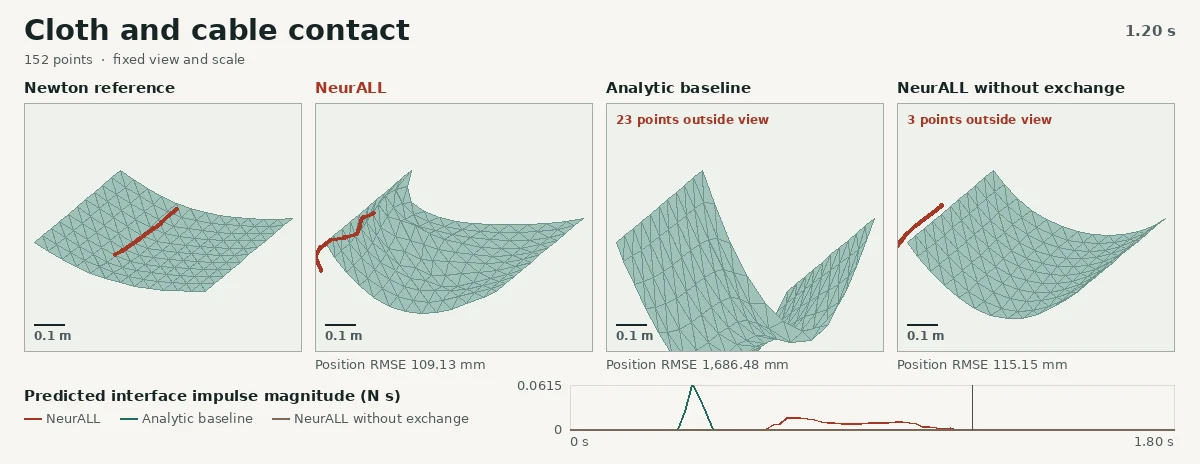 Cloth and cable contact
1.20 s
152 points · fixed view and scale
Newton reference
NeurALL
Analytic baseline
NeurALL without exchange
23 points outside view
3 points outside view
0.1 m
0.1 m
0.1 m
0.1 m
Position RMSE 109.13 mm
Position RMSE 1,686.48 mm
Position RMSE 115.15 mm
Predicted interface impulse magnitude (N s)
NeurALL
Analytic baseline
NeurALL without exchange
0.0615
0
0 s
1.80 s